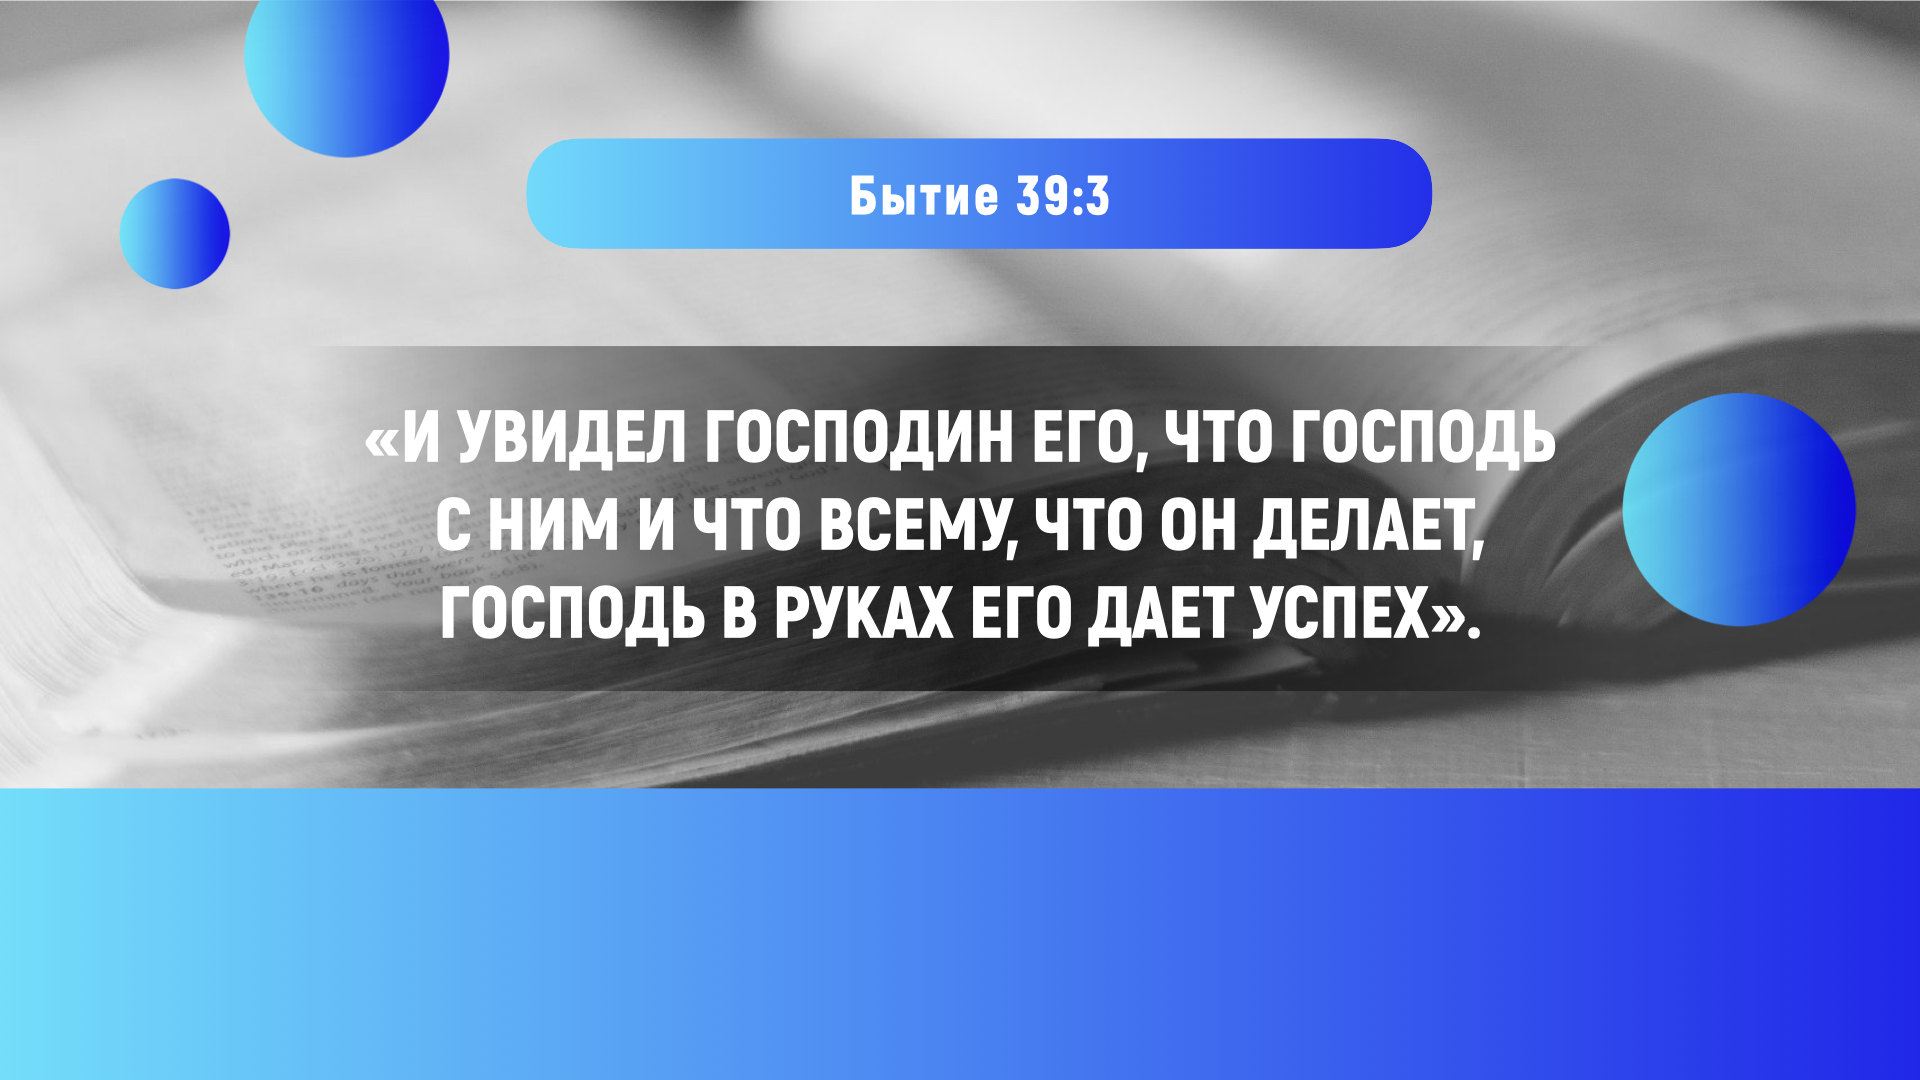 Бытие 39:3
«И УВИДЕЛ ГОСПОДИН ЕГО, ЧТО ГОСПОДЬ
С НИМ И ЧТО ВСЕМУ, ЧТО ОН ДЕЛАЕТ,
ГОСПОДЬ В РУКАХ ЕГО ДАЕТ УСПЕХ».